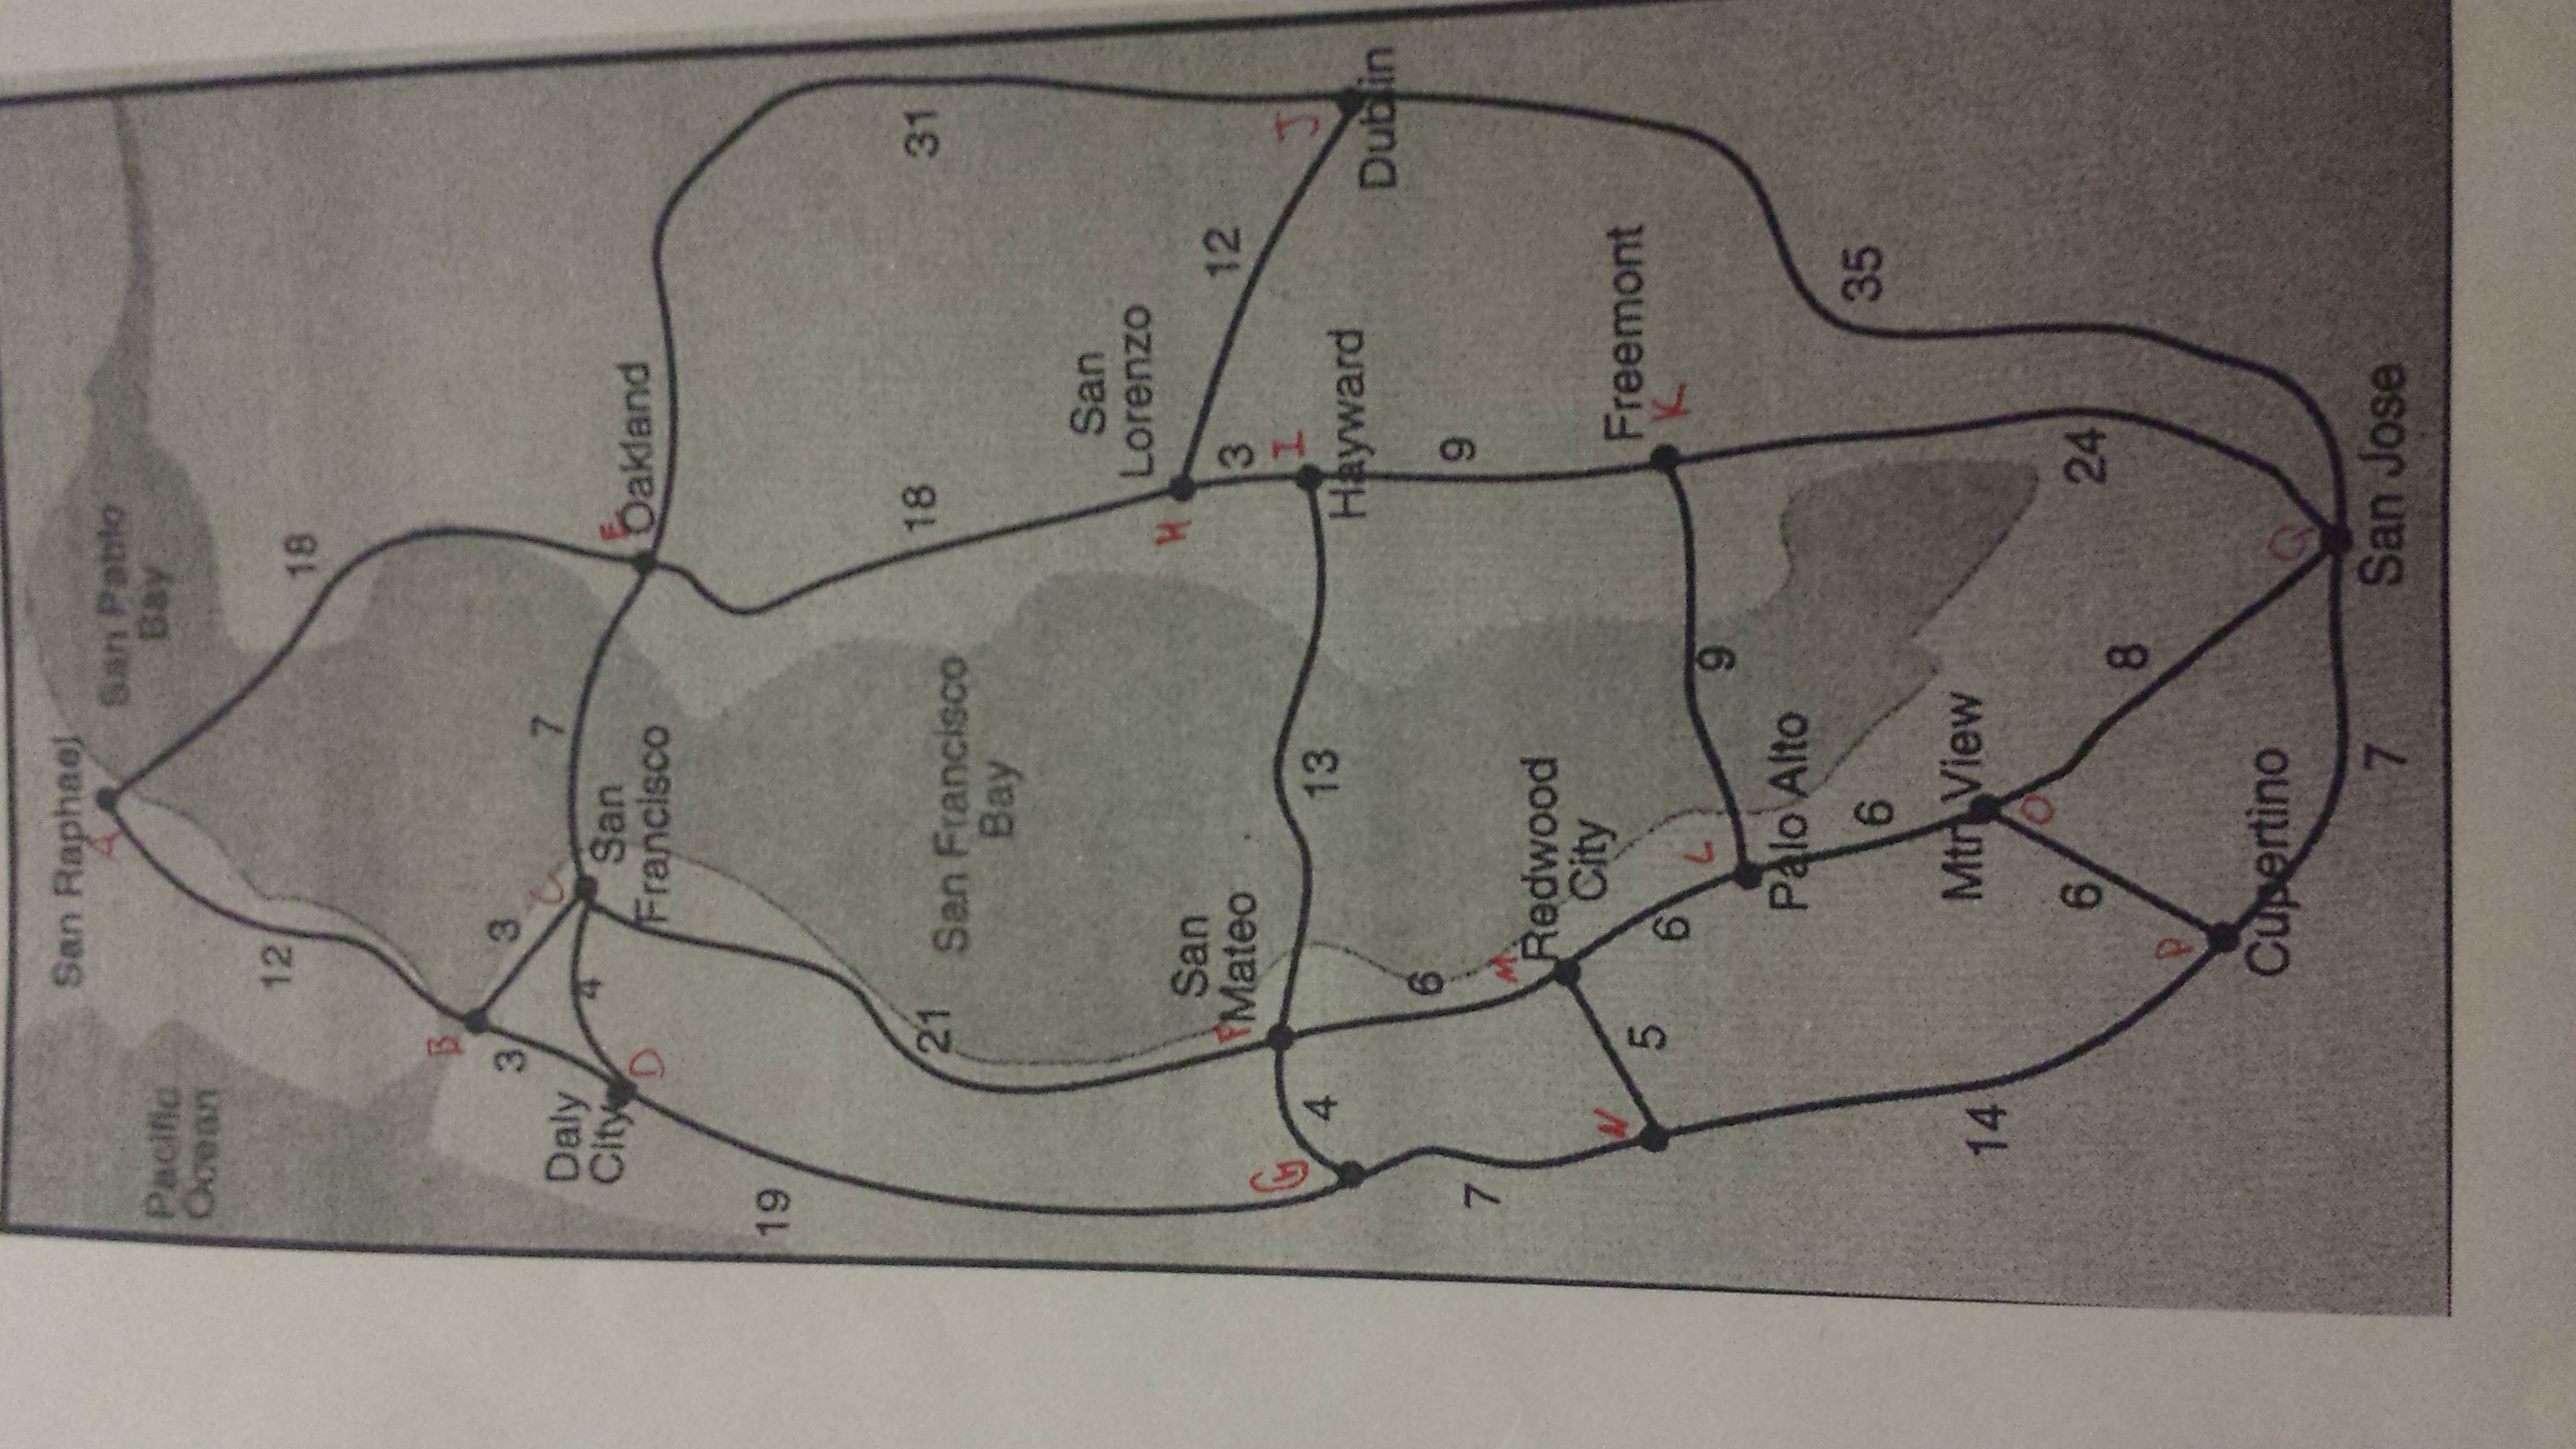 San Raphael
A
San Pablo
Bay
Pacific
Ocean
12
18
B
3
3
C
7
Daly
City
4
D
San
Francisco
E
Oakland
19
21
San Francisco
Bay
18
31
San
Lorenzo
H
San
Mateo
F
3
12
G
4
13
I
Hayward
J
Dublin
6
9
7
M
Redwood
City
N
5
6
L
Freemont
K
9
Palo Alto
6
35
Mtn View
14
O
6
8
24
P
Cupertino
Q
7
San Jose